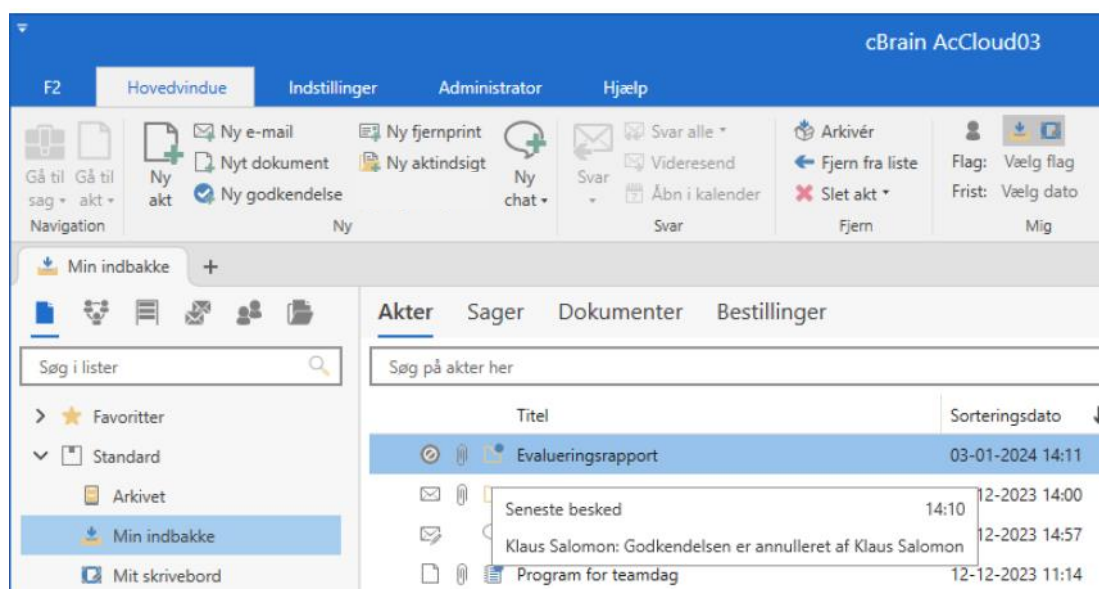 cBrain AcCloud03
F2 Hovedvindue Indstillinger Administrator Hjælp
Gå til sag
Gå til akt
Navigation
Ny akt
Ny e-mail
Nyt dokument
Ny godkendelse
Ny fjernprint
Ny aktindsigt
Ny chat
Ny
Svar
Svar alle
Videresend
Åbn i kalender
Svar
Arkivér
Fjern fra liste
Slet akt
Fjern
Flag: Vælg flag
Frist: Vælg dato
Mig
Min indbakke +
Søg i lister
Favoritter
Standard
Arkivet
Min indbakke
Mit skrivebord
Akter Sager Dokumenter Bestillinger
Søg på akter her
Titel Sorteringsdato
Evalueringsrapport 03-01-2024 14:11
12-2023 14:00
Seneste besked 14:10
Klaus Salomon: Godkendelsen er annulleret af Klaus Salomon
12-2023 14:57
Program for teamdag 12-12-2023 11:14